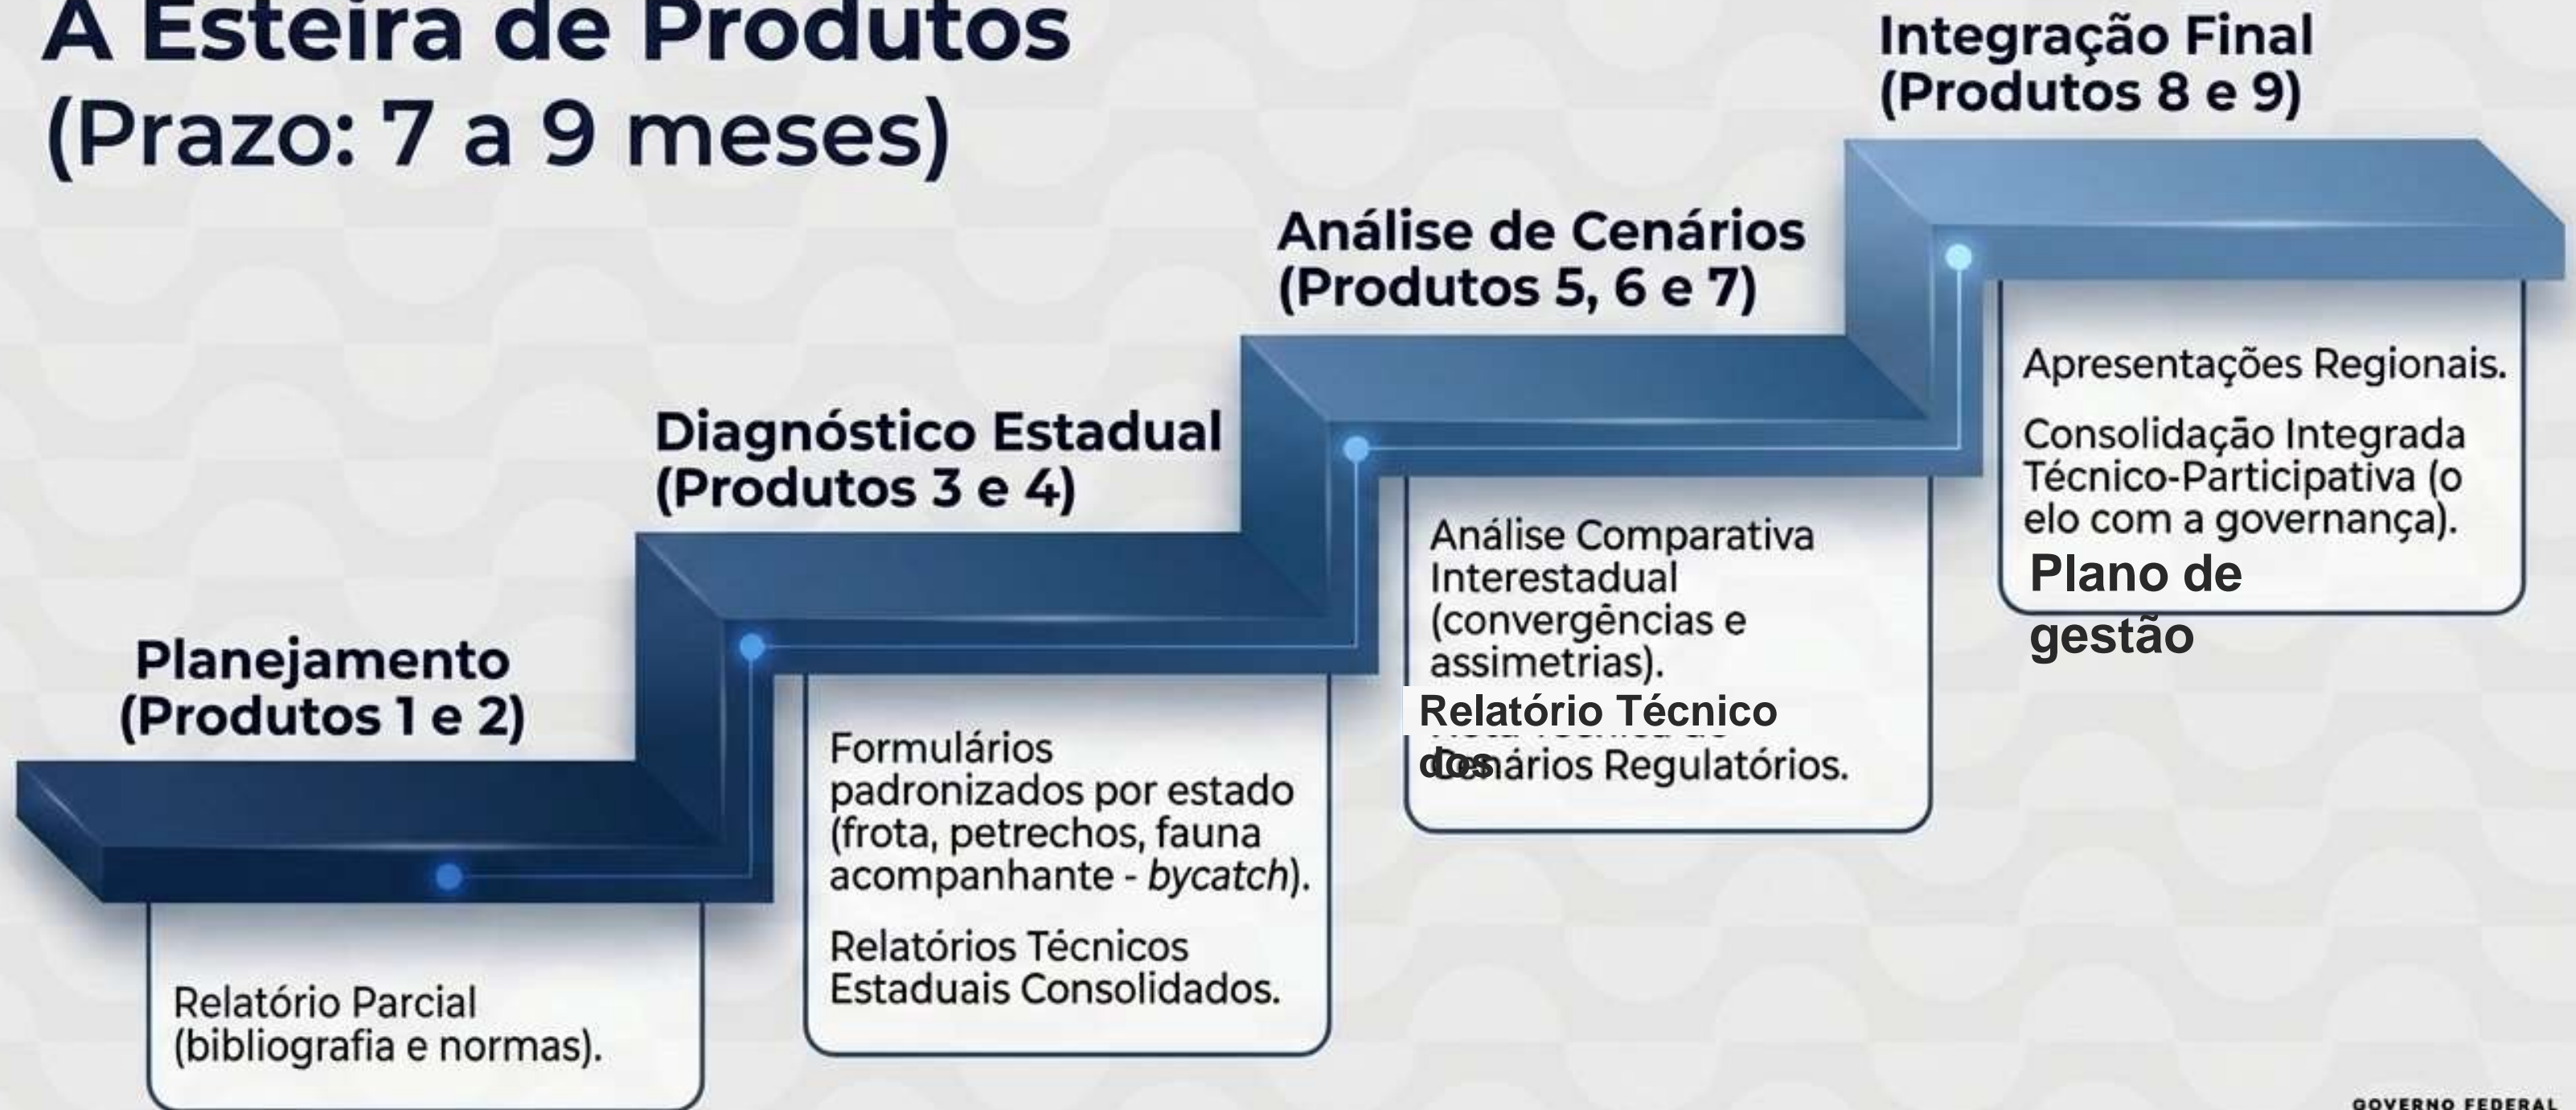 A Esteira de Produtos
(Prazo: 7 a 9 meses)
Planejamento
(Produtos 1 e 2)
Relatório Parcial
(bibliografia e normas).
Diagnóstico Estadual
(Produtos 3 e 4)
Formulários
padronizados por estado
(frota, petrechos, fauna
acompanhante - bycatch).
Relatórios Técnicos
Estaduais Consolidados.
Análise de Cenários
(Produtos 5, 6 e 7)
Análise Comparativa
Interestadual
(convergências e
assimetrias).
Relatório Técnico
dos
Cenários Regulatórios.
Integração Final
(Produtos 8 e 9)
Apresentações Regionais.
Consolidação Integrada
Técnico-Participativa (o
elo com a governança).
Plano de
gestão
GOVERNO FEDERAL